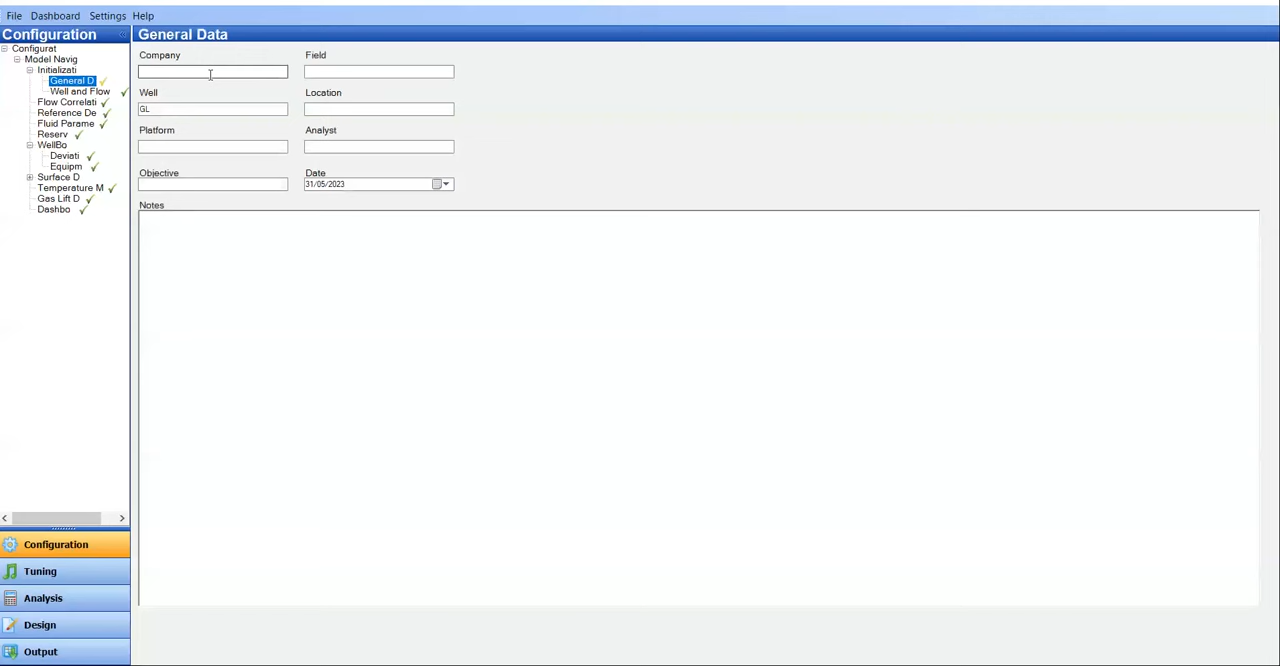 File Dashboard Settings Help
Configuration «
General Data
Configurat
Model Navig
Initializati
General D
Well and Flow
Flow Correlati
Reference De
Fluid Parame
Reserv
WellBo
Deviati
Equipm
Surface D
Temperature M
Gas Lift D
Dashbo
Company Field
Well Location
GL
Platform Analyst
Objective Date
31/05/2023
Notes
Configuration
Tuning
Analysis
Design
Output